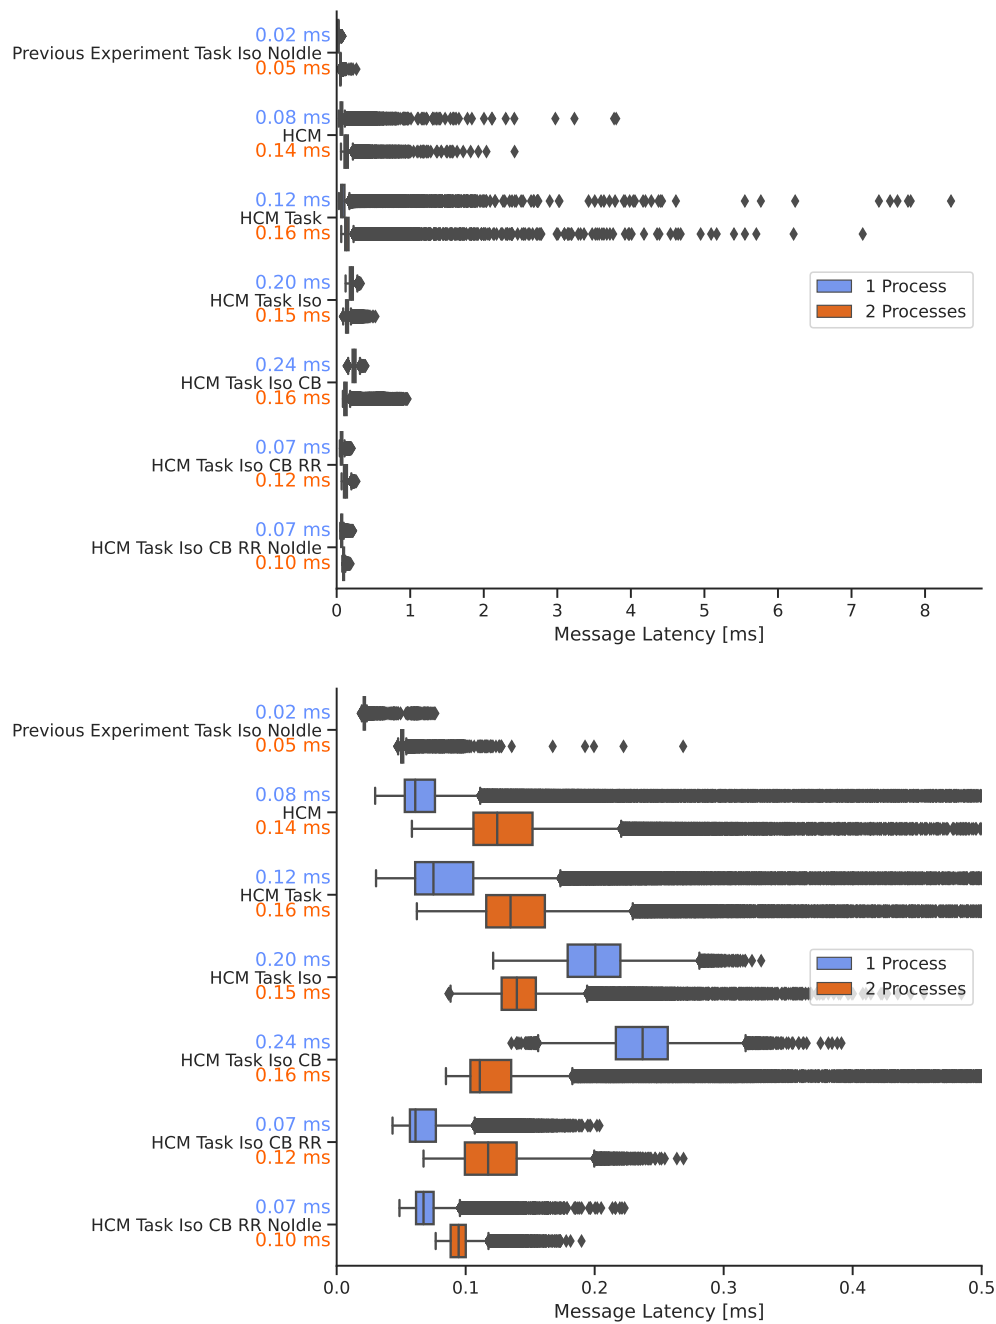 0.02 ms
Previous Experiment Task Iso NoIdle
0.05 ms
0.08 ms
HCM
0.14 ms
0.12 ms
HCM Task
0.16 ms
0.20 ms
HCM Task Iso
0.15 ms
1 Process
2 Processes
0.24 ms
HCM Task Iso CB
0.16 ms
0.07 ms
HCM Task Iso CB RR
0.12 ms
0.07 ms
HCM Task Iso CB RR NoIdle
0.10 ms
0 1 2 3 4 5 6 7 8
Message Latency [ms]
0.02 ms
Previous Experiment Task Iso NoIdle
0.05 ms
0.08 ms
HCM
0.14 ms
0.12 ms
HCM Task
0.16 ms
0.20 ms
HCM Task Iso
0.15 ms
1 Process
2 Processes
0.24 ms
HCM Task Iso CB
0.16 ms
0.07 ms
HCM Task Iso CB RR
0.12 ms
0.07 ms
HCM Task Iso CB RR NoIdle
0.10 ms
0.0 0.1 0.2 0.3 0.4 0.5
Message Latency [ms]